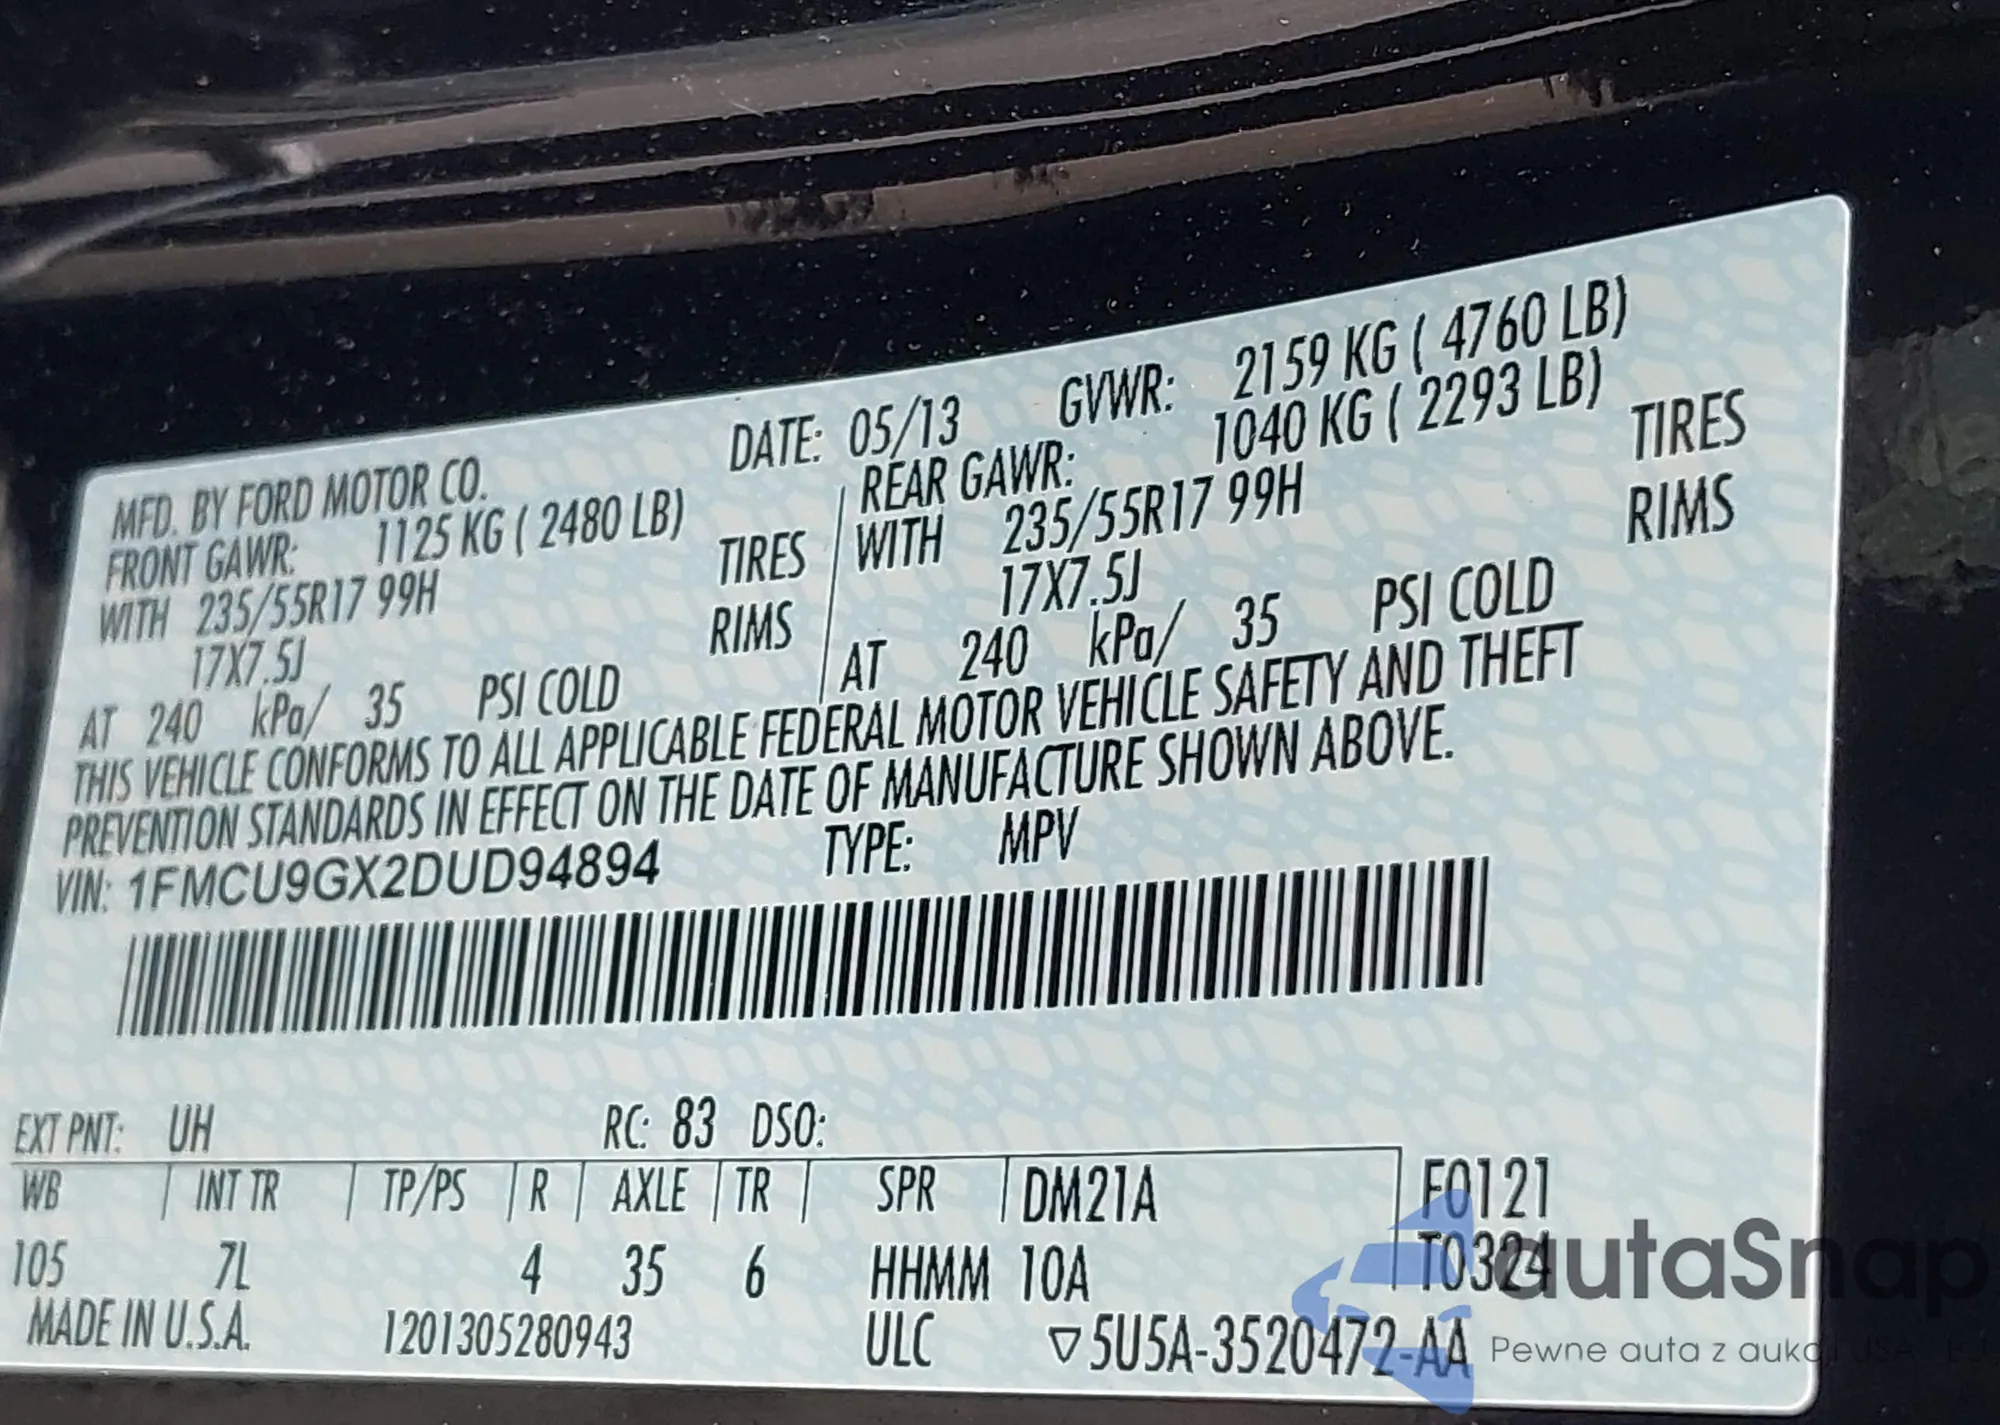 MFD. BY FORD MOTOR CO. DATE: 05/13 GVWR: 2159 KG ( 4760 LB)
FRONT GAWR: 1125 KG ( 2480 LB) REAR GAWR: 1040 KG ( 2293 LB)
WITH 235/55R17 99H TIRES WITH 235/55R17 99H TIRES
17X7.5J RIMS 17X7.5J RIMS
AT 240 kPa/ 35 PSI COLD AT 240 kPa/ 35 PSI COLD
THIS VEHICLE CONFORMS TO ALL APPLICABLE FEDERAL MOTOR VEHICLE SAFETY AND THEFT
PREVENTION STANDARDS IN EFFECT ON THE DATE OF MANUFACTURE SHOWN ABOVE.
VIN: 1FMCU9GX2DUD94894 TYPE: MPV
EXT PNT: UH RC: 83 DSO:
WB INT TR TP/PS R AXLE TR SPR DM21A F0121
105 7L 4 35 6 HHMM 10A T0324
MADE IN U.S.A. 1201305280943 ULC ▽5U5A-3520472-AA
autaSnap
Pewne auta z aukcji USA